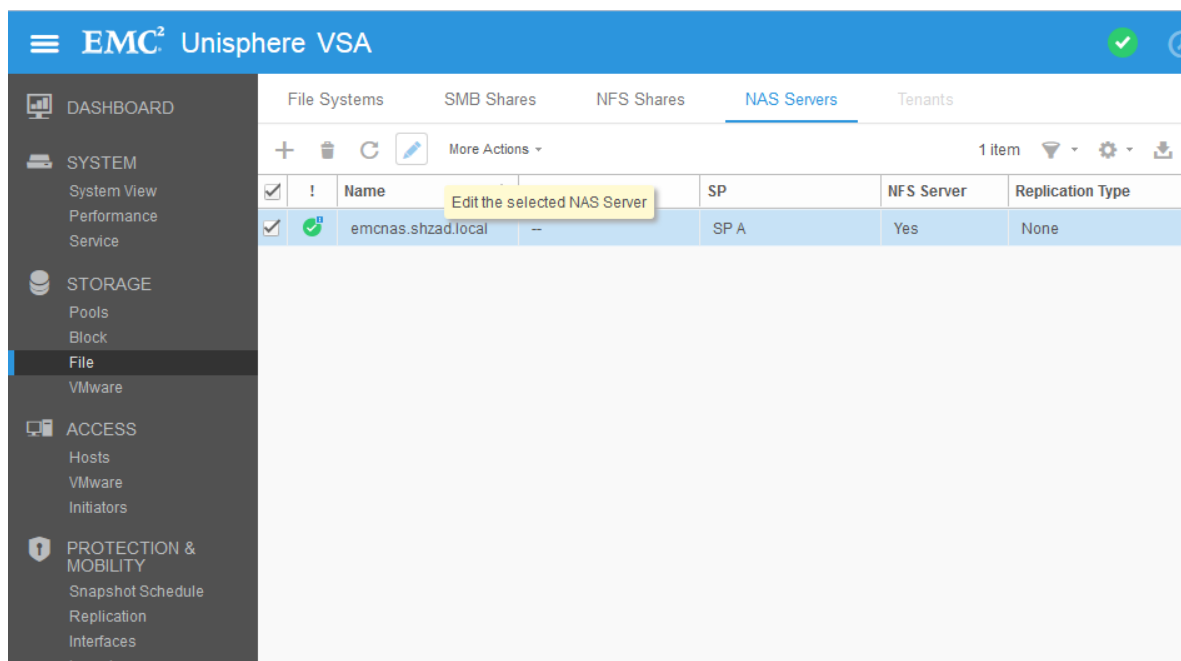 EMC² Unisphere VSA
DASHBOARD
SYSTEM
System View
Performance
Service
STORAGE
Pools
Block
File
VMware
ACCESS
Hosts
VMware
Initiators
PROTECTION &
MOBILITY
Snapshot Schedule
Replication
Interfaces
File Systems SMB Shares NFS Shares NAS Servers Tenants
More Actions 1 item
! Name SP NFS Server Replication Type
Edit the selected NAS Server
emcnas.shzad.local -- SP A Yes None